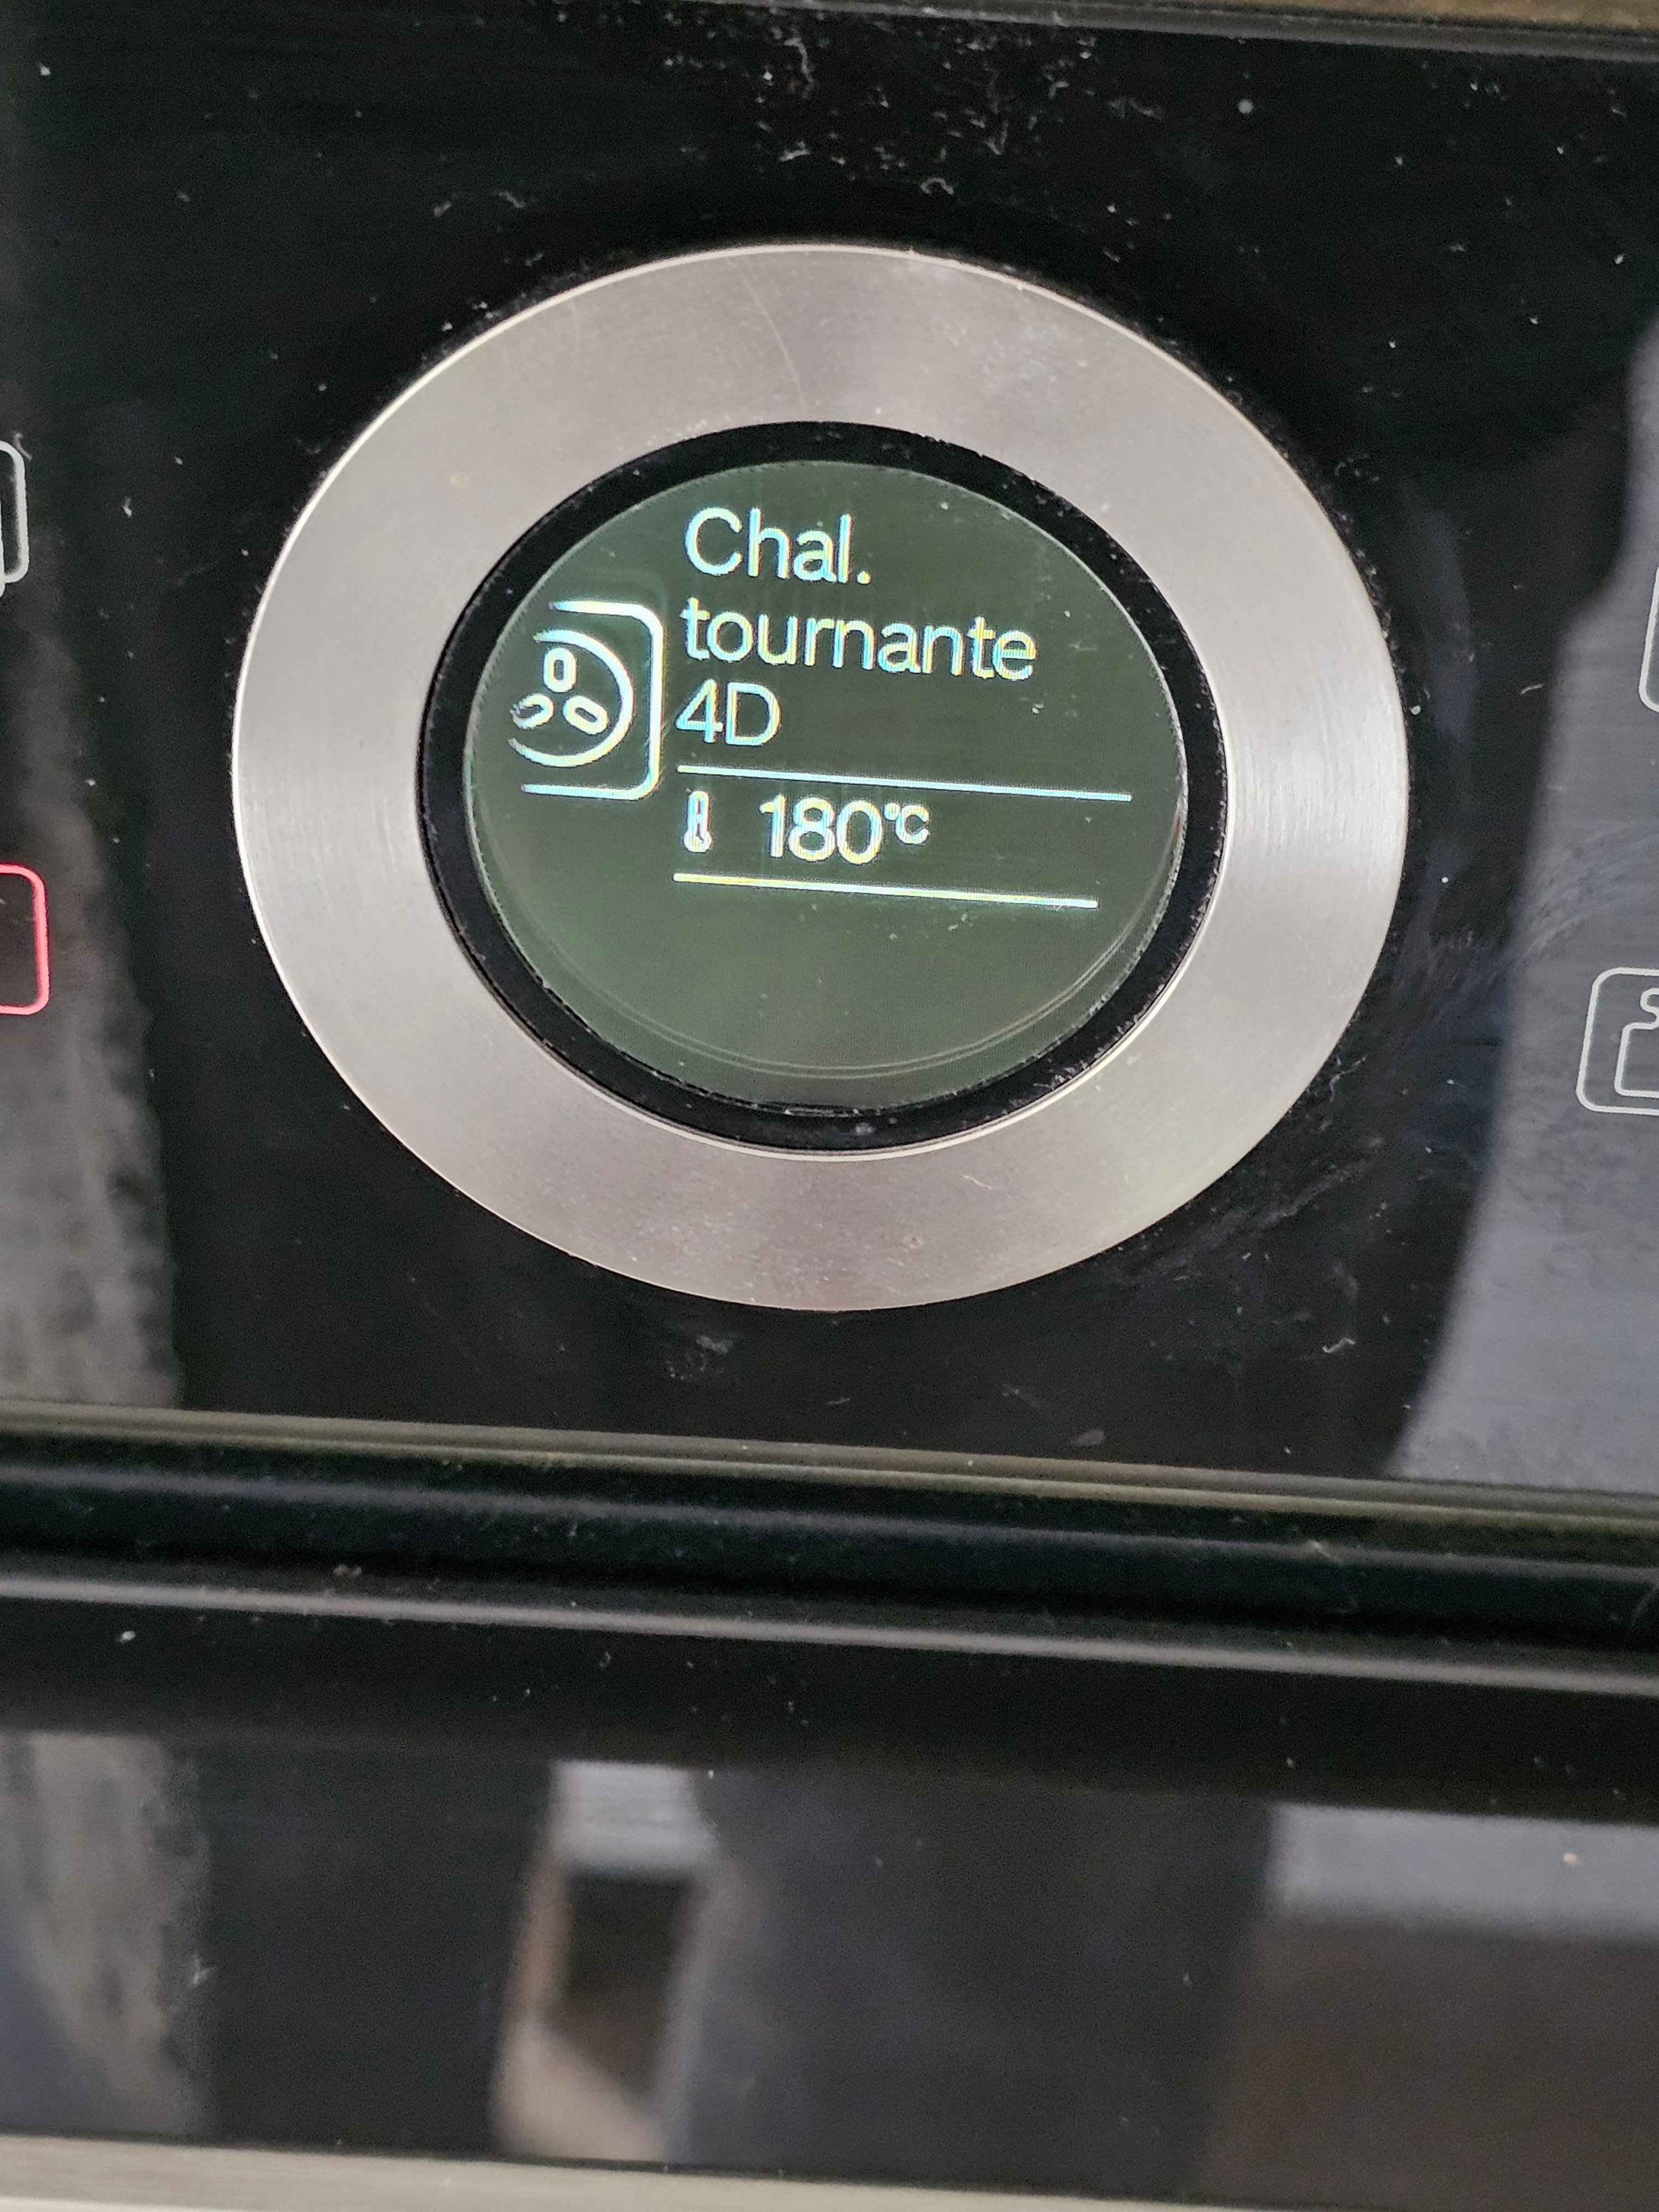 Chal.
tournante
4D
180°C